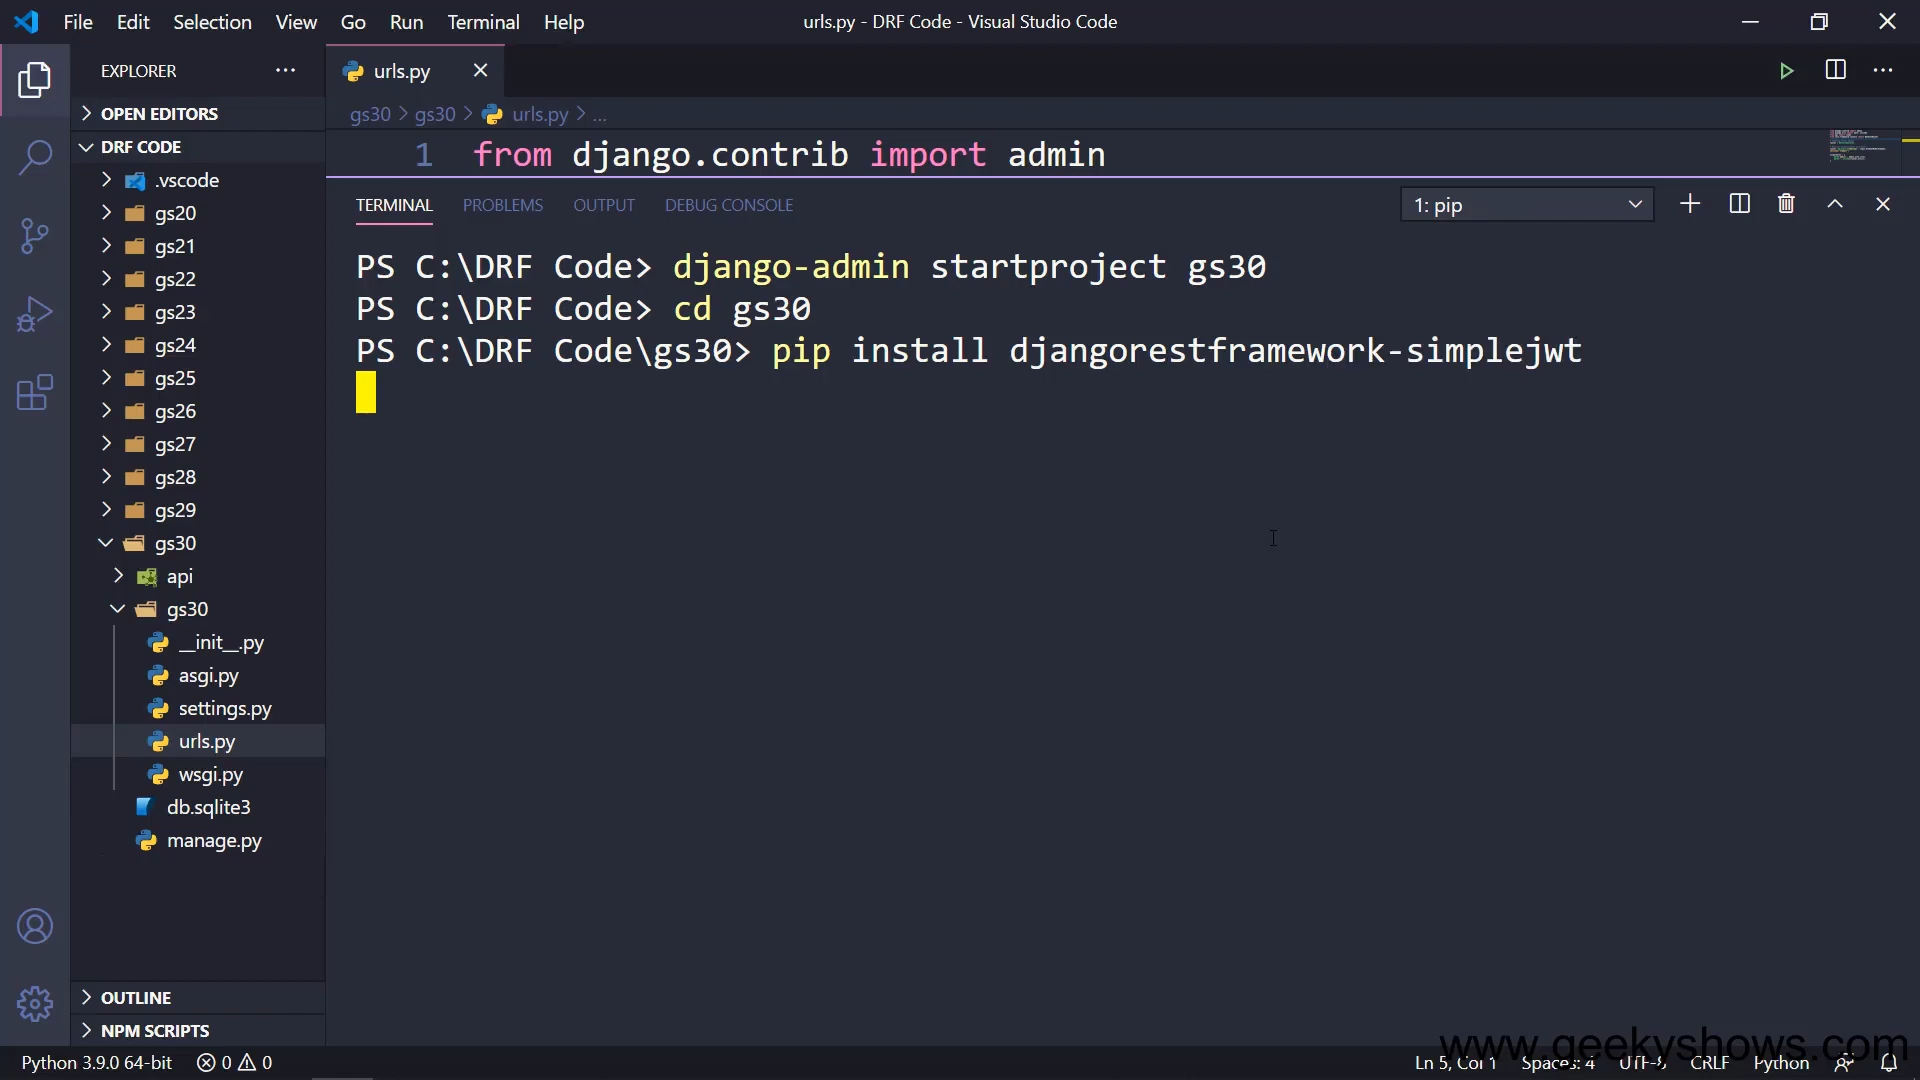 File Edit Selection View Go Run Terminal Help
urls.py - DRF Code - Visual Studio Code
EXPLORER
urls.py
OPEN EDITORS
gs30 > gs30 > urls.py > ...
DRF CODE
1 from django.contrib import admin
.vscode
gs20
gs21
gs22
gs23
gs24
gs25
gs26
gs27
gs28
gs29
gs30
api
gs30
__init__.py
asgi.py
settings.py
urls.py
wsgi.py
db.sqlite3
manage.py
OUTLINE
NPM SCRIPTS
TERMINAL PROBLEMS OUTPUT DEBUG CONSOLE
1: pip
PS C:\DRF Code> django-admin startproject gs30
PS C:\DRF Code> cd gs30
PS C:\DRF Code\gs30> pip install djangorestframework-simplejwt
www.geekyshows.com
Python 3.9.0 64-bit 0 0
Ln 5, Col 1 Spaces: 4 UTF-8 CRLF Python